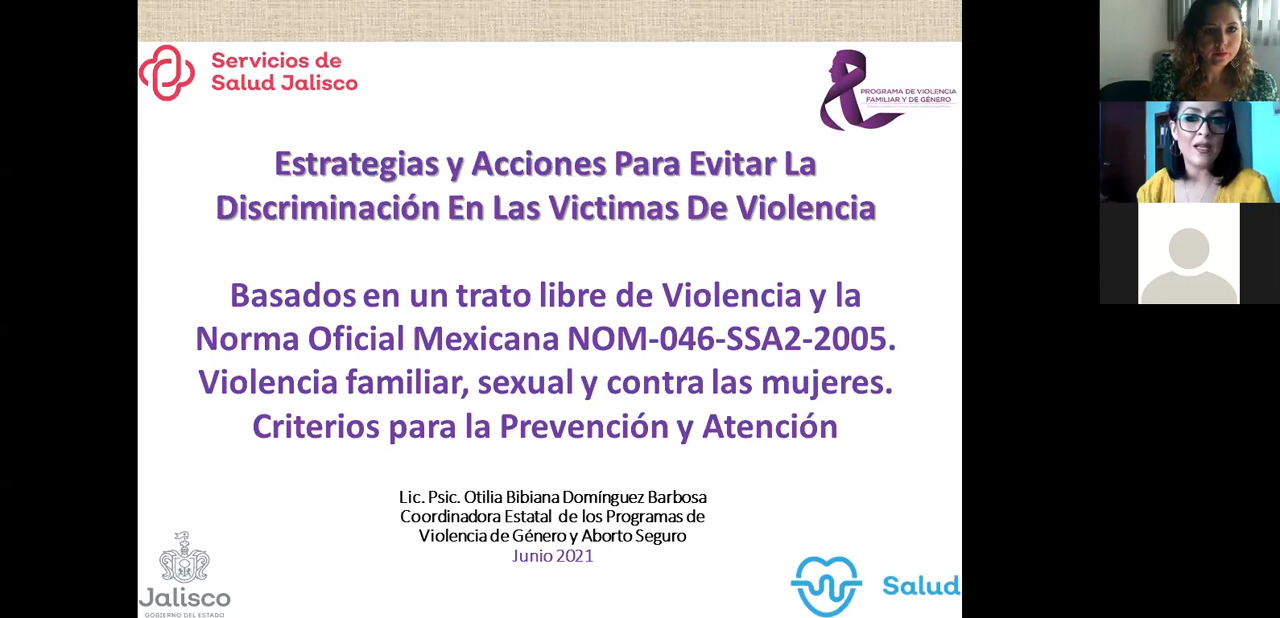 Servicios de
Salud Jalisco
PROGRAMA DE VIOLENCIA
FAMILIAR Y DE GÉNERO
Estrategias y Acciones Para Evitar La
Discriminación En Las Victimas De Violencia
Basados en un trato libre de Violencia y la
Norma Oficial Mexicana NOM-046-SSA2-2005.
Violencia familiar, sexual y contra las mujeres.
Criterios para la Prevención y Atención
Lic. Psic. Otilia Bibiana Domínguez Barbosa
Coordinadora Estatal de los Programas de
Violencia de Género y Aborto Seguro
Junio 2021
Jalisco
GOBIERNO DEL ESTADO
Salud